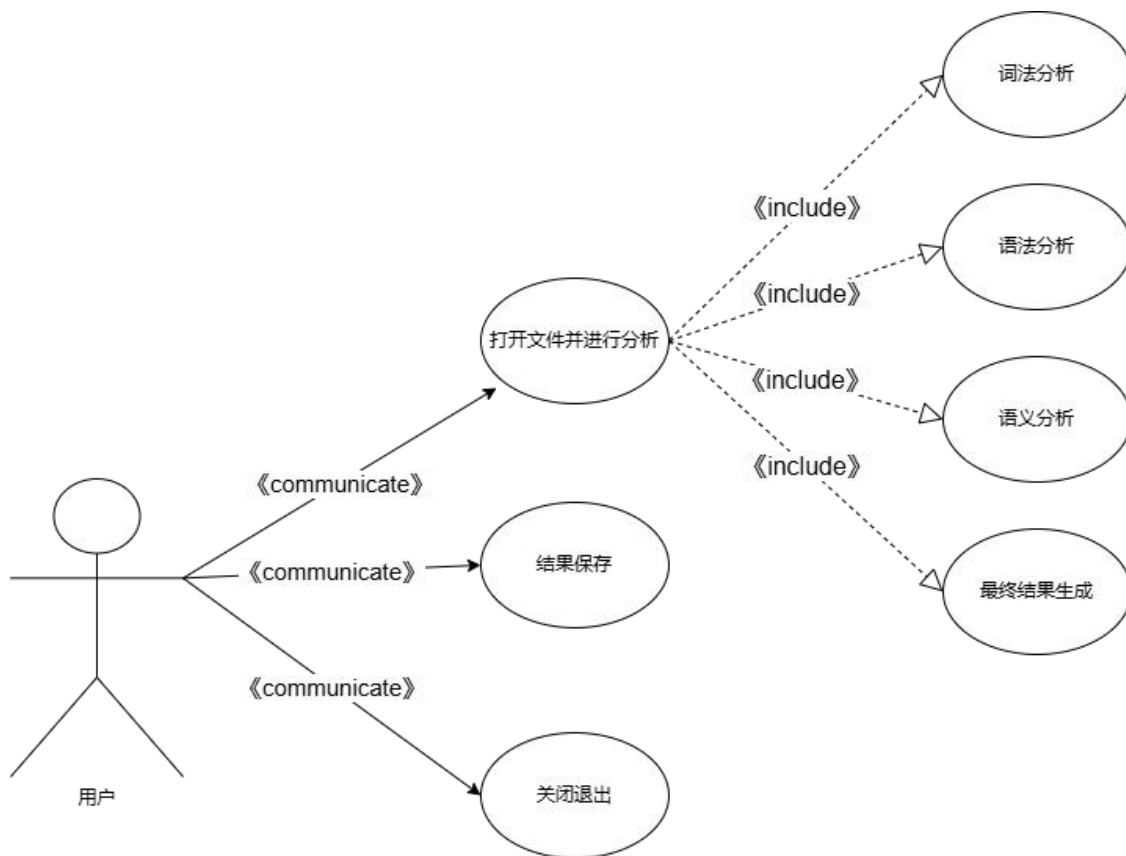 词法分析
《include》
语法分析
《include》
打开文件并进行分析
《include》
语义分析
《include》
《communicate》
结果保存
《communicate》
最终结果生成
《communicate》
用户
关闭退出